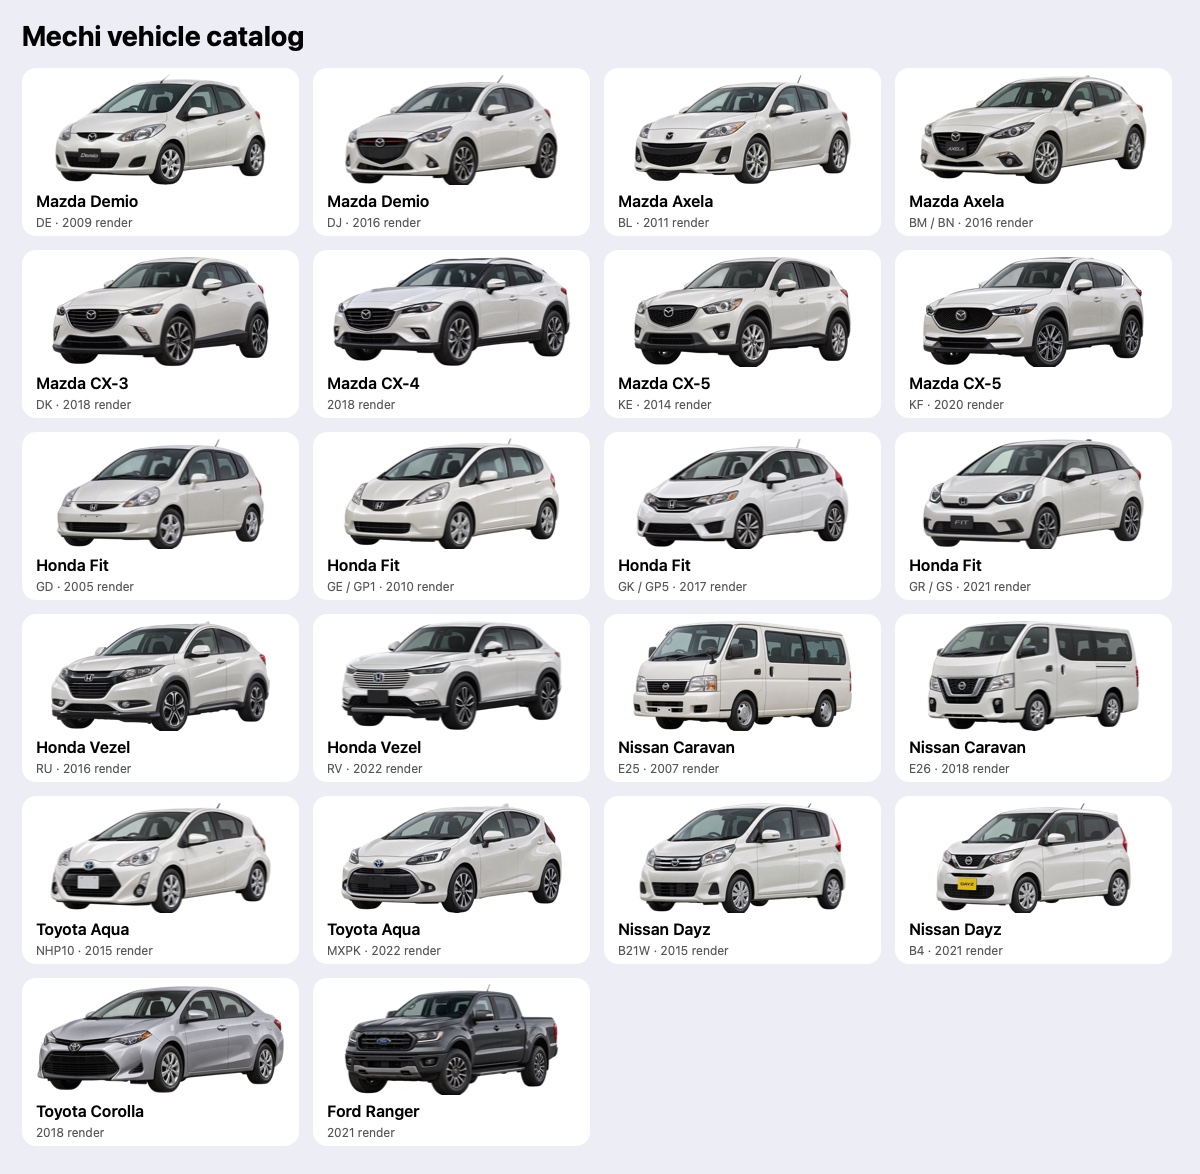 Mechi vehicle catalog
Demio
AXELA
Mazda Demio
Mazda Demio
Mazda Axela
Mazda Axela
DE · 2009 render
DJ · 2016 render
BL · 2011 render
BM / BN · 2016 render
Mazda CX-3
Mazda CX-4
Mazda CX-5
Mazda CX-5
DK · 2018 render
2018 render
KE · 2014 render
KF · 2020 render
FIT
Honda Fit
Honda Fit
Honda Fit
Honda Fit
GD · 2005 render
GE / GP1 · 2010 render
GK / GP5 · 2017 render
GR / GS · 2021 render
Honda Vezel
Honda Vezel
Nissan Caravan
Nissan Caravan
RU · 2016 render
RV · 2022 render
E25 · 2007 render
E26 · 2018 render
DAYZ
Toyota Aqua
Toyota Aqua
Nissan Dayz
Nissan Dayz
NHP10 · 2015 render
MXPK · 2022 render
B21W · 2015 render
B4 · 2021 render
Toyota Corolla
Ford Ranger
2018 render
2021 render